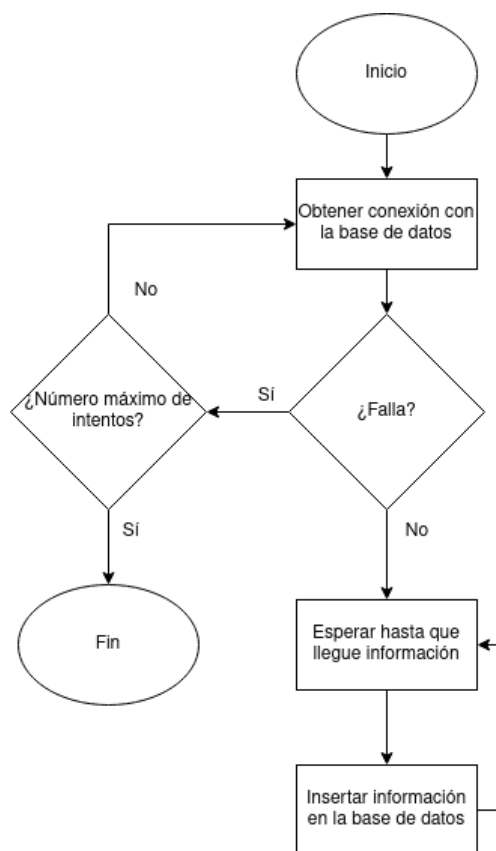 Inicio
Obtener conexión con
la base de datos
No
¿Número máximo de
intentos?
Sí
¿Falla?
Sí
No
Fin
Esperar hasta que
llegue información
Insertar información
en la base de datos